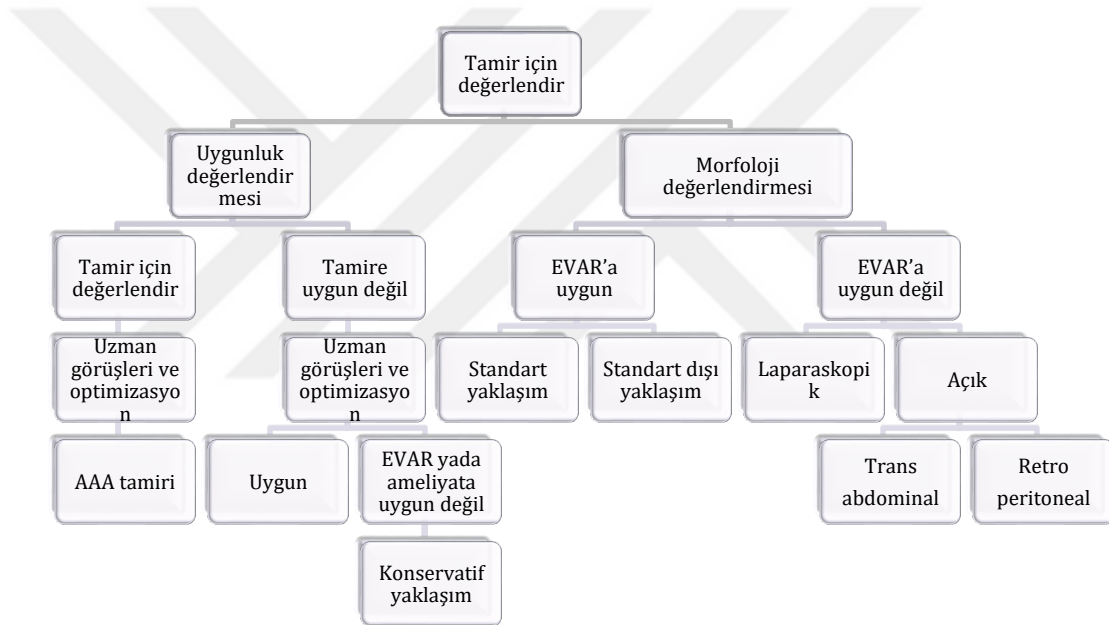 Tamir için
değerlendir
Uygunluk
değerlendir
mesi
Morfoloji
değerlendirmesi
Tamir için
değerlendir
Tamire
uygun değil
EVAR’a
uygun
EVAR’a
uygun değil
Uzman
görüşleri ve
optimizasyo
n
Uzman
görüşleri ve
optimizasyo
n
Standart
yaklaşım
Standart dışı
yaklaşım
Laparaskopi
k
Açık
AAA tamiri
Uygun
EVAR yada
ameliyata
uygun değil
Trans
abdominal
Retro
peritoneal
Konservatif
yaklaşım